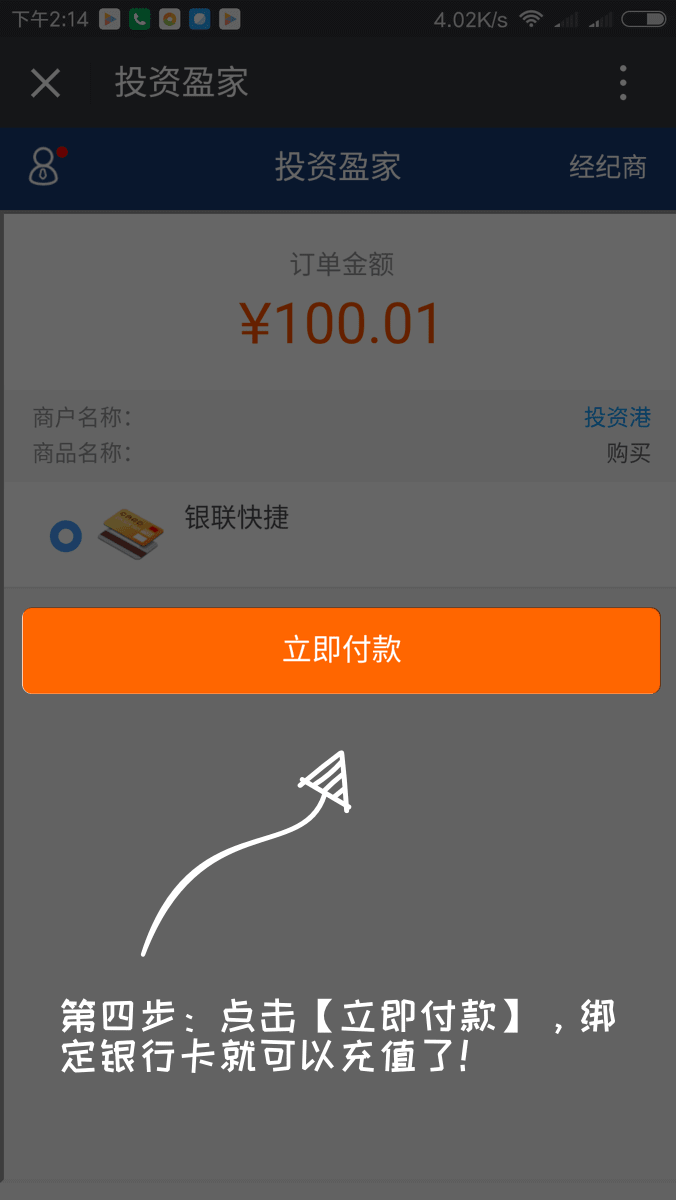 下午2:14 4.02K/s
投资盈家
投资盈家 经纪商
订单金额
¥100.01
商户名称: 投资港
商品名称: 购买
银联快捷
立即付款
第四步：点击【立即付款】，绑
定银行卡就可以充值了！